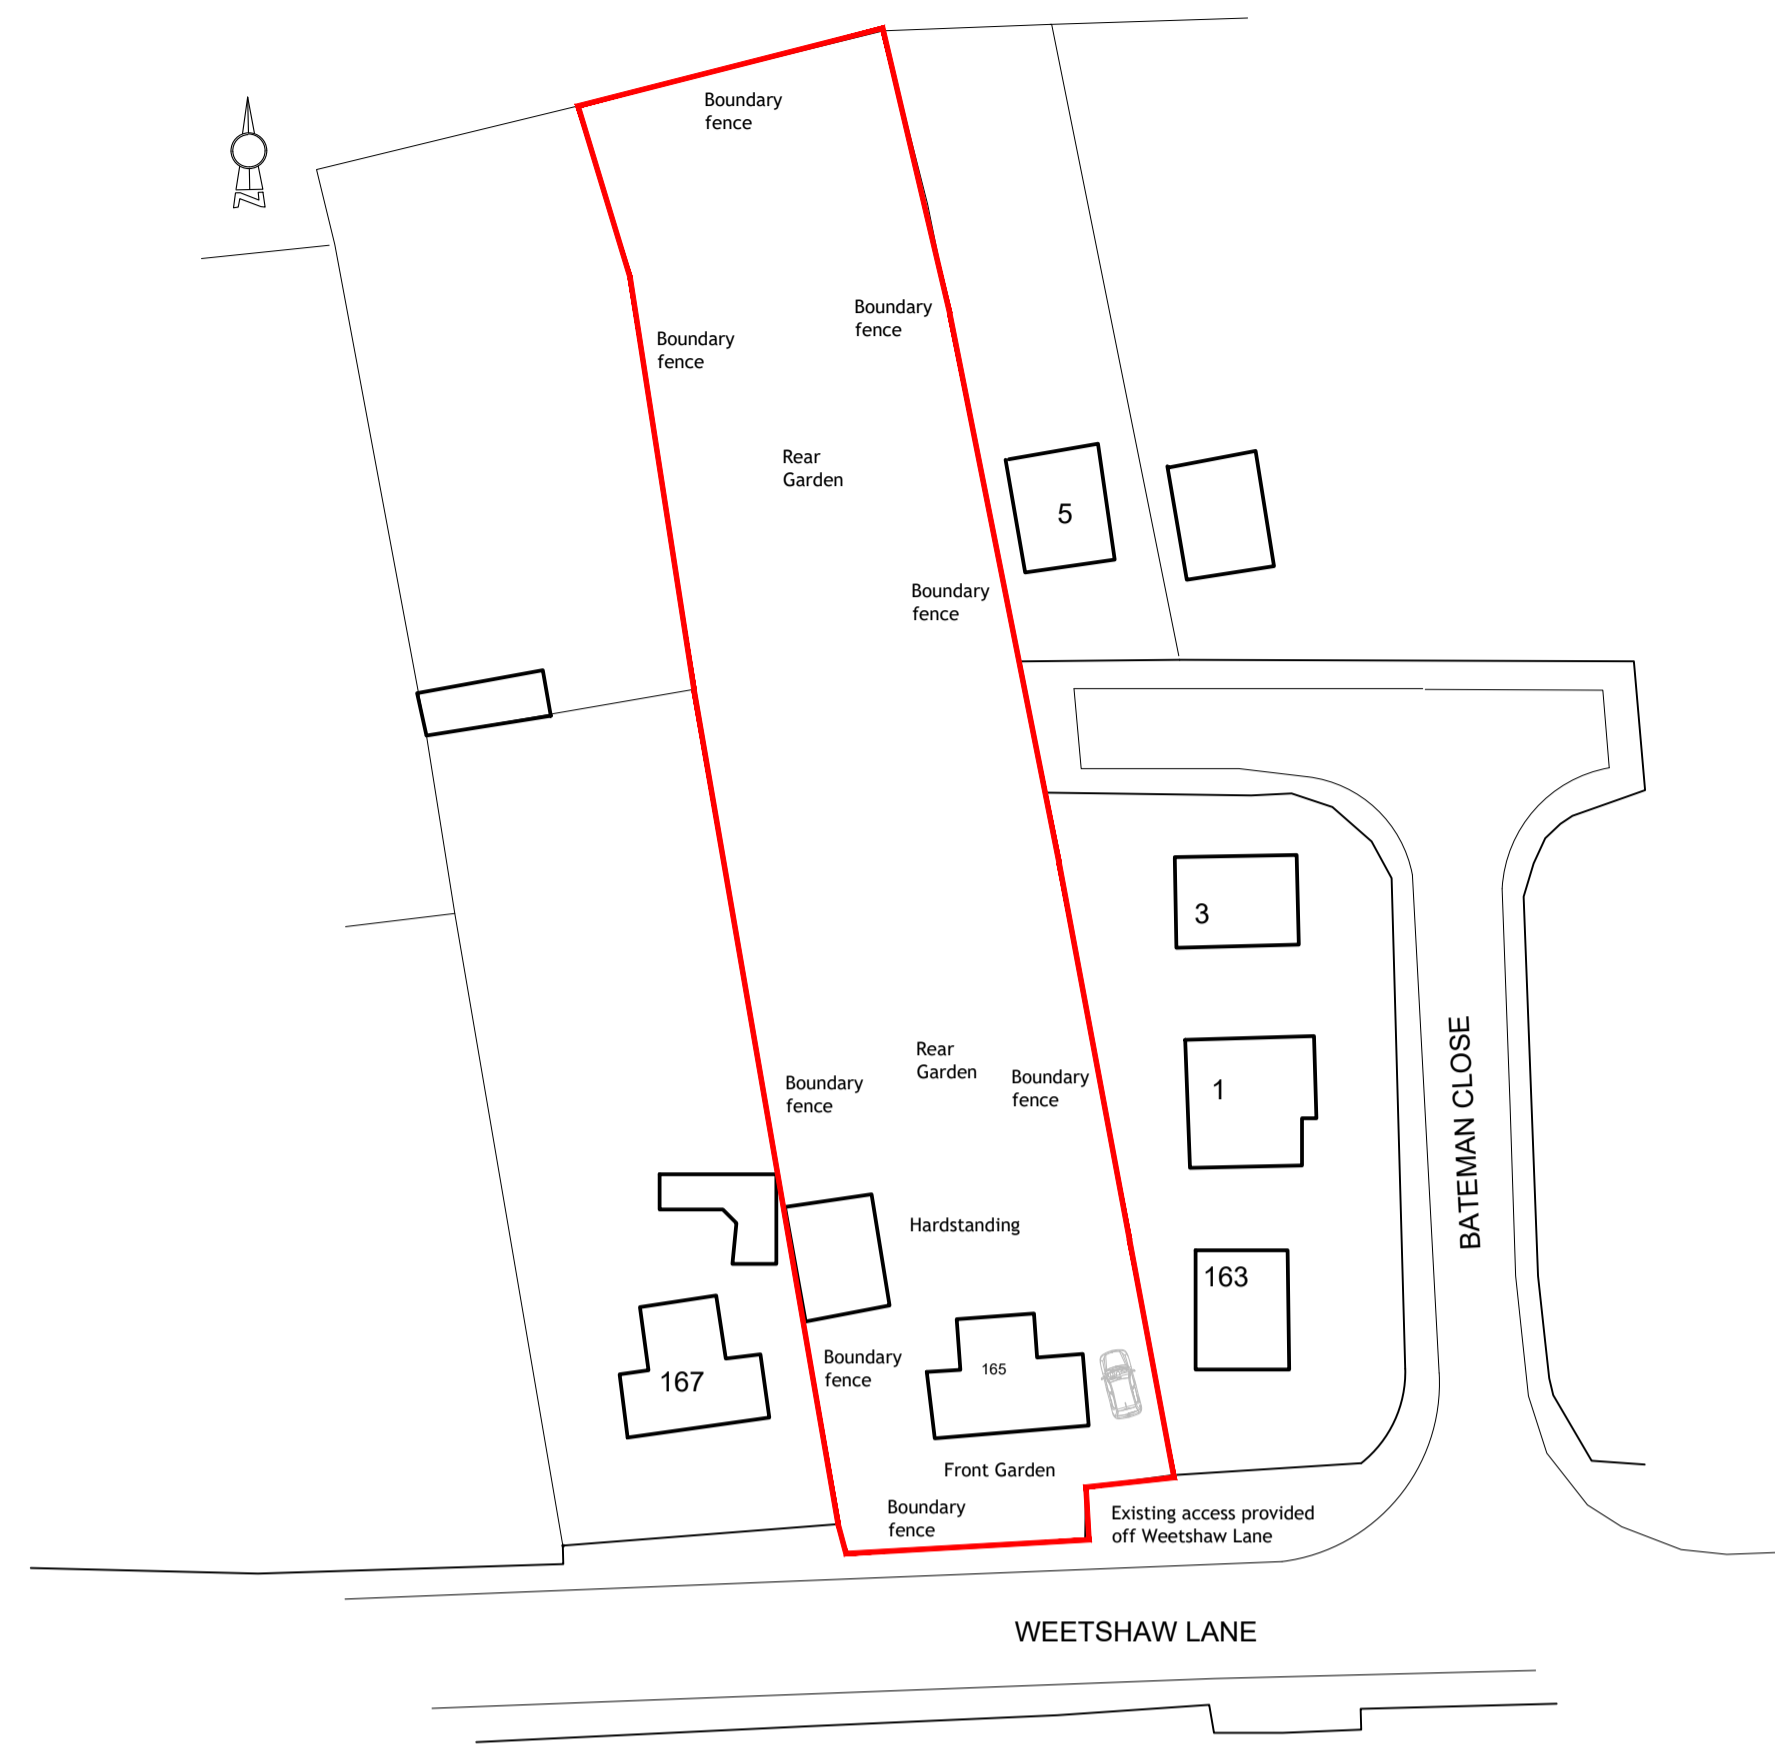 Boundary
fence
N
Boundary
fence
Boundary
fence
Rear
Garden
5
Boundary
fence
3
Rear
Garden
Boundary
fence
Boundary
fence
1
BATEMAN CLOSE
Hardstanding
163
Boundary
fence
165
167
Front Garden
Boundary
fence
Existing access provided
off Weetshaw Lane
WEETSHAW LANE